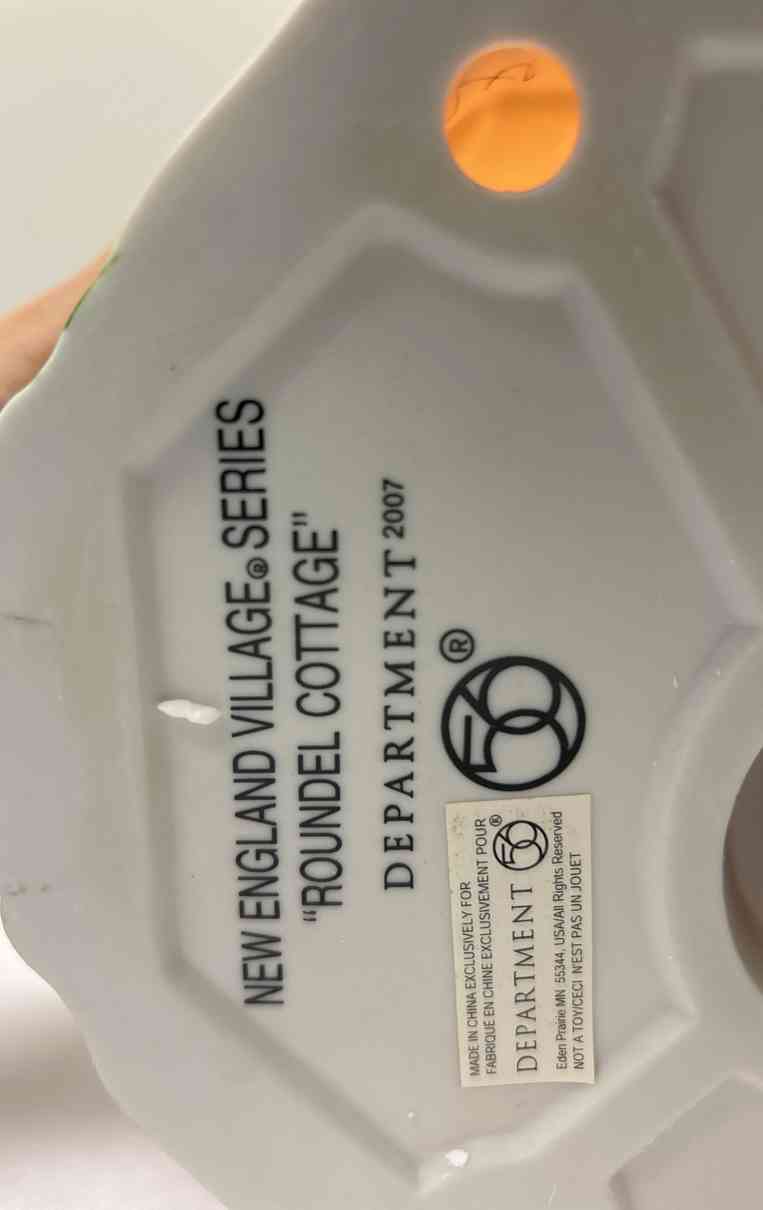 NEW ENGLAND VILLAGE® SERIES
"ROUNDEL COTTAGE"
DEPARTMENT 2007
56®
MADE IN CHINA EXCLUSIVELY FOR
FABRIQUE EN CHINE EXCLUSIVEMENT POUR
DEPARTMENT 56®
Eden Prairie MN 55344, USA/All Rights Reserved
NOT A TOY/CECI N'EST PAS UN JOUET